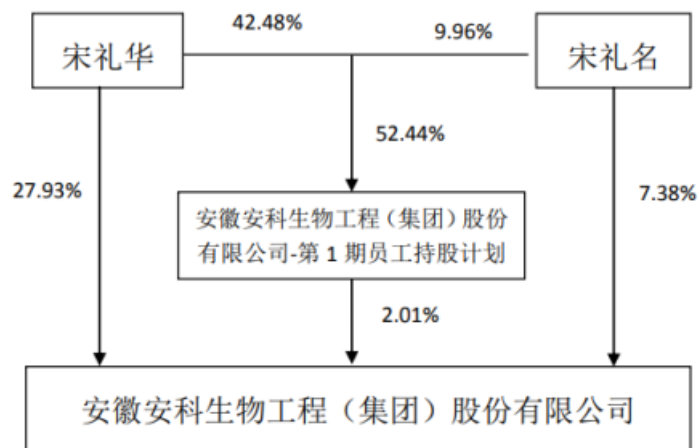 42.48%
9.96%
宋礼华
宋礼名
52.44%
27.93%
7.38%
安徽安科生物工程（集团）股份
有限公司-第 1 期员工持股计划
2.01%
安徽安科生物工程（集团）股份有限公司